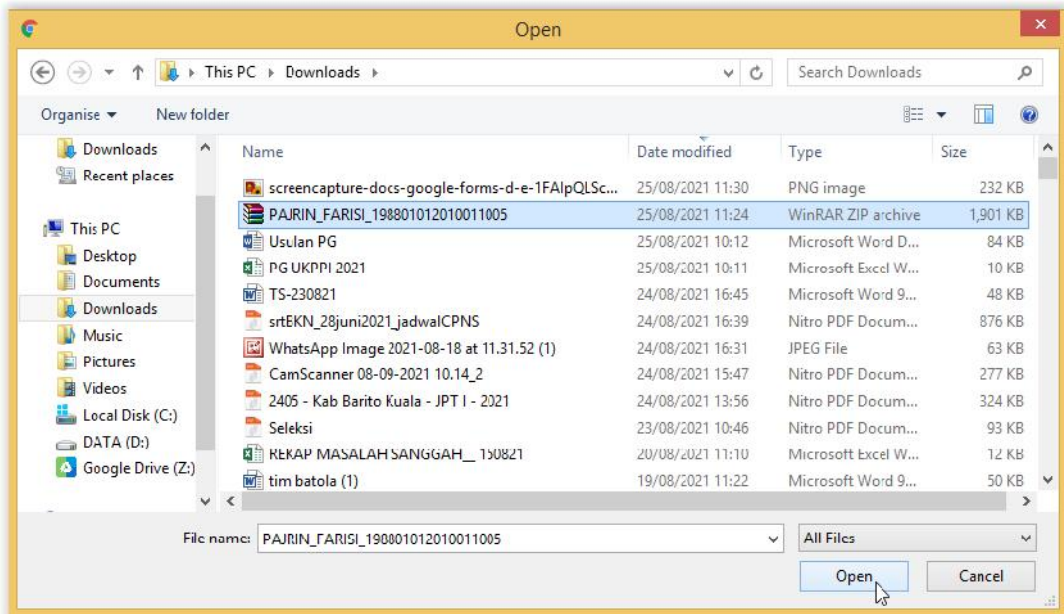 Open
This PC Downloads Search Downloads
Organise New folder
Name Date modified Type Size
Downloads
Recent places
This PC
Desktop
Documents
Downloads
Music
Pictures
Videos
Local Disk (C:)
DATA (D:)
Google Drive (Z:)
screencapture-docs-google-forms-d-e-1FAIpQLSc... 25/08/2021 11:30 PNG image 232 KB
PAJRIN_FARISI_198801012010011005 25/08/2021 11:24 WinRAR ZIP archive 1,901 KB
Usulan PG 25/08/2021 10:12 Microsoft Word D... 84 KB
PG UKPPI 2021 25/08/2021 10:11 Microsoft Excel W... 10 KB
TS-230821 24/08/2021 16:45 Microsoft Word 9... 48 KB
srtEKN_28juni2021_jadwalCPNS 24/08/2021 16:39 Nitro PDF Docum... 876 KB
WhatsApp Image 2021-08-18 at 11.31.52 (1) 24/08/2021 16:31 JPEG File 63 KB
CamScanner 08-09-2021 10.14_2 24/08/2021 15:47 Nitro PDF Docum... 277 KB
2405 - Kab Barito Kuala - JPT I - 2021 24/08/2021 13:56 Nitro PDF Docum... 324 KB
Seleksi 23/08/2021 10:46 Nitro PDF Docum... 93 KB
REKAP MASALAH SANGGAH__ 150821 20/08/2021 11:10 Microsoft Excel W... 12 KB
tim batola (1) 19/08/2021 11:22 Microsoft Word 9... 50 KB
File name: PAJRIN_FARISI_198801012010011005 All Files
Open Cancel